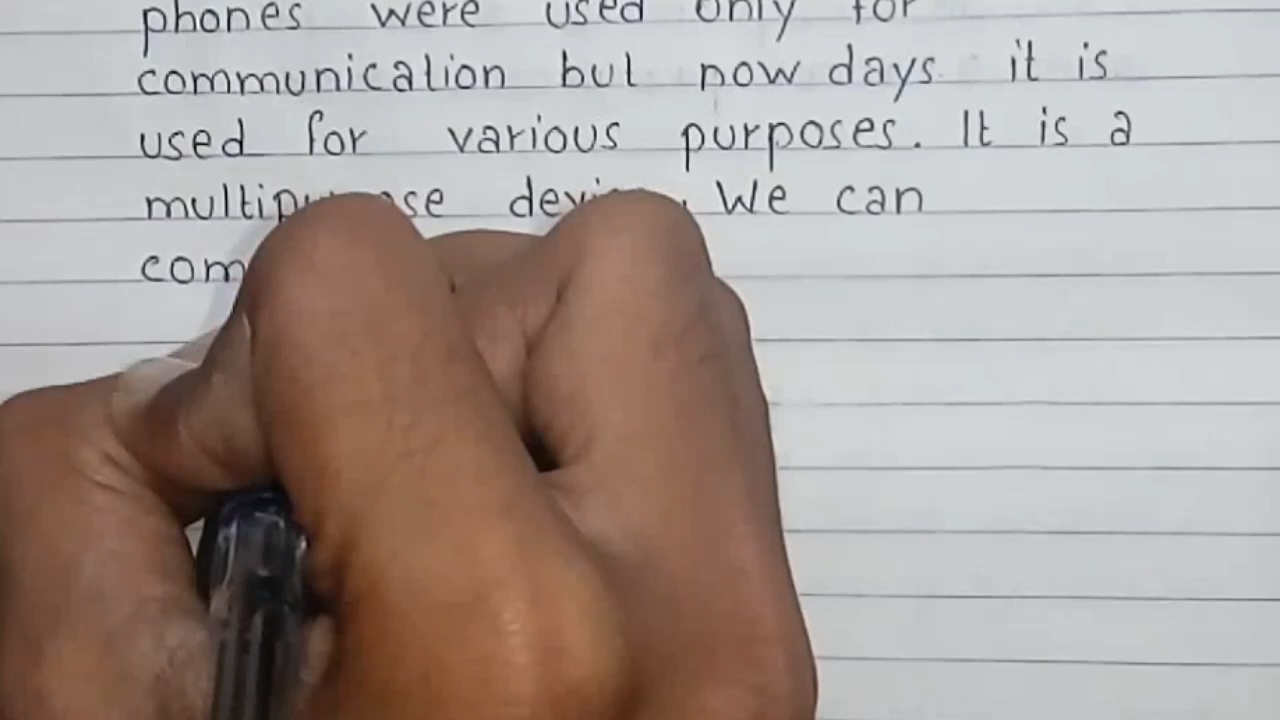 phones were used only for
communication but now days it is
used for various purposes. It is a
We can